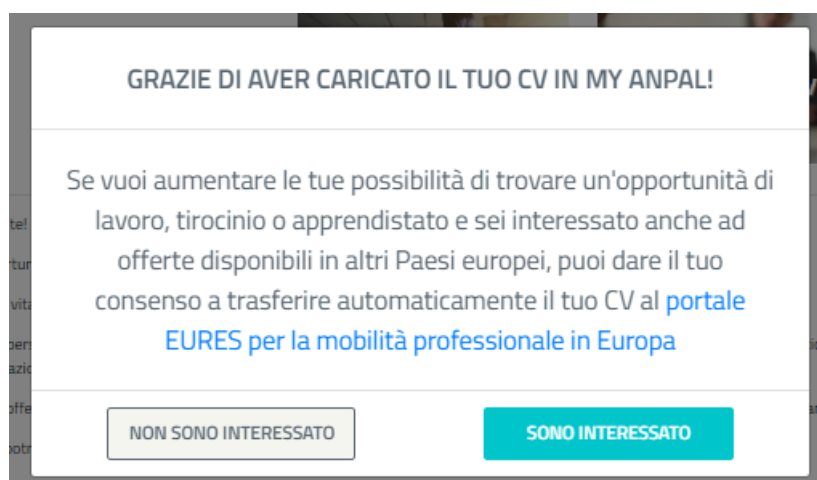 GRAZIE DI AVER CARICATO IL TUO CV IN MY ANPAL!
Se vuoi aumentare le tue possibilità di trovare un'opportunità di
lavoro, tirocinio o apprendistato e sei interessato anche ad
offerte disponibili in altri Paesi europei, puoi dare il tuo
consenso a trasferire automaticamente il tuo CV al portale
EURES per la mobilità professionale in Europa
NON SONO INTERESSATO
SONO INTERESSATO